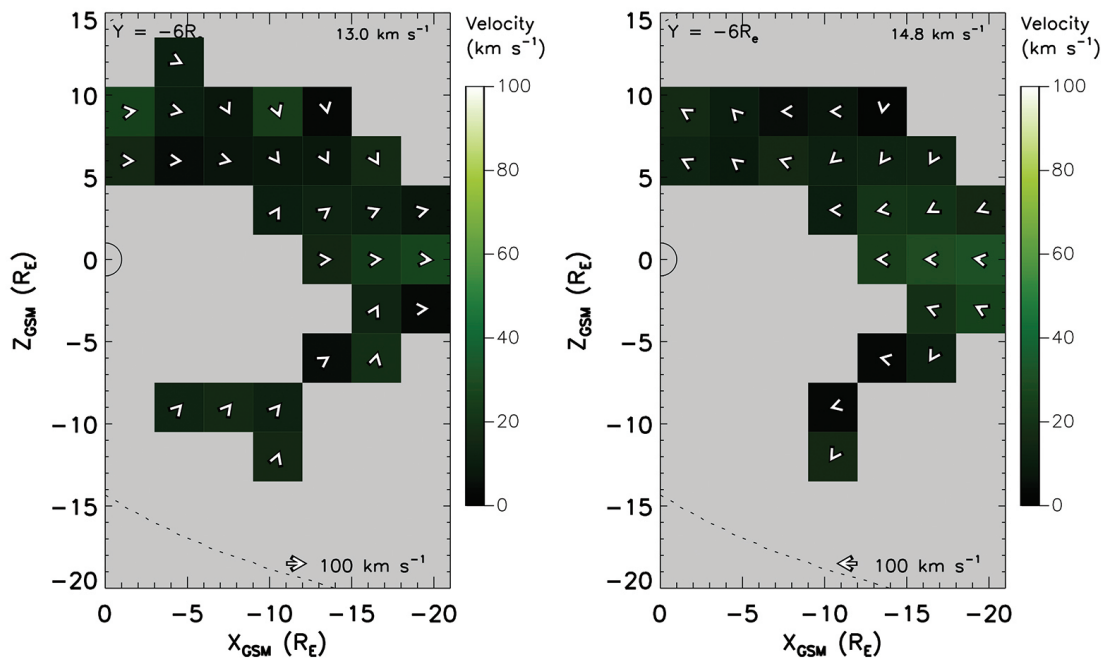 Y = −6R
13.0 km s⁻¹
Velocity
(km s⁻¹)
15
10
5
0
−5
−10
−15
−20
Z_GSM (R_E)
100
80
60
40
20
0
100 km s⁻¹
0 −5 −10 −15 −20
X_GSM (R_E)
Y = −6R_e
14.8 km s⁻¹
Velocity
(km s⁻¹)
15
10
5
0
−5
−10
−15
−20
Z_GSM (R_E)
100
80
60
40
20
0
100 km s⁻¹
0 −5 −10 −15 −20
X_GSM (R_E)